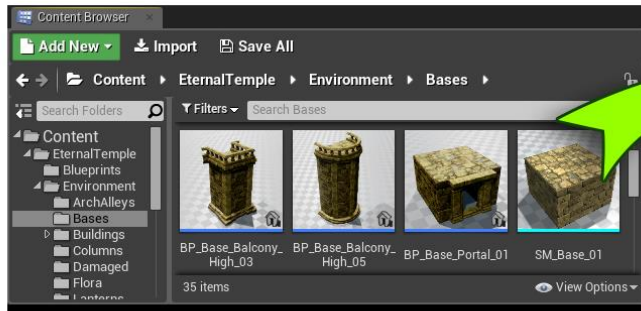 Content Browser
Add New Import Save All
Content EternalTemple Environment Bases
Search Folders
Filters Search Bases
Content
EternalTemple
Blueprints
Environment
ArchAlleys
Bases
Buildings
Columns
Damaged
Flora
Lanterns
BP_Base_Balcony_
High_03
BP_Base_Balcony_
High_05
BP_Base_Portal_01
SM_Base_01
35 items
View Options